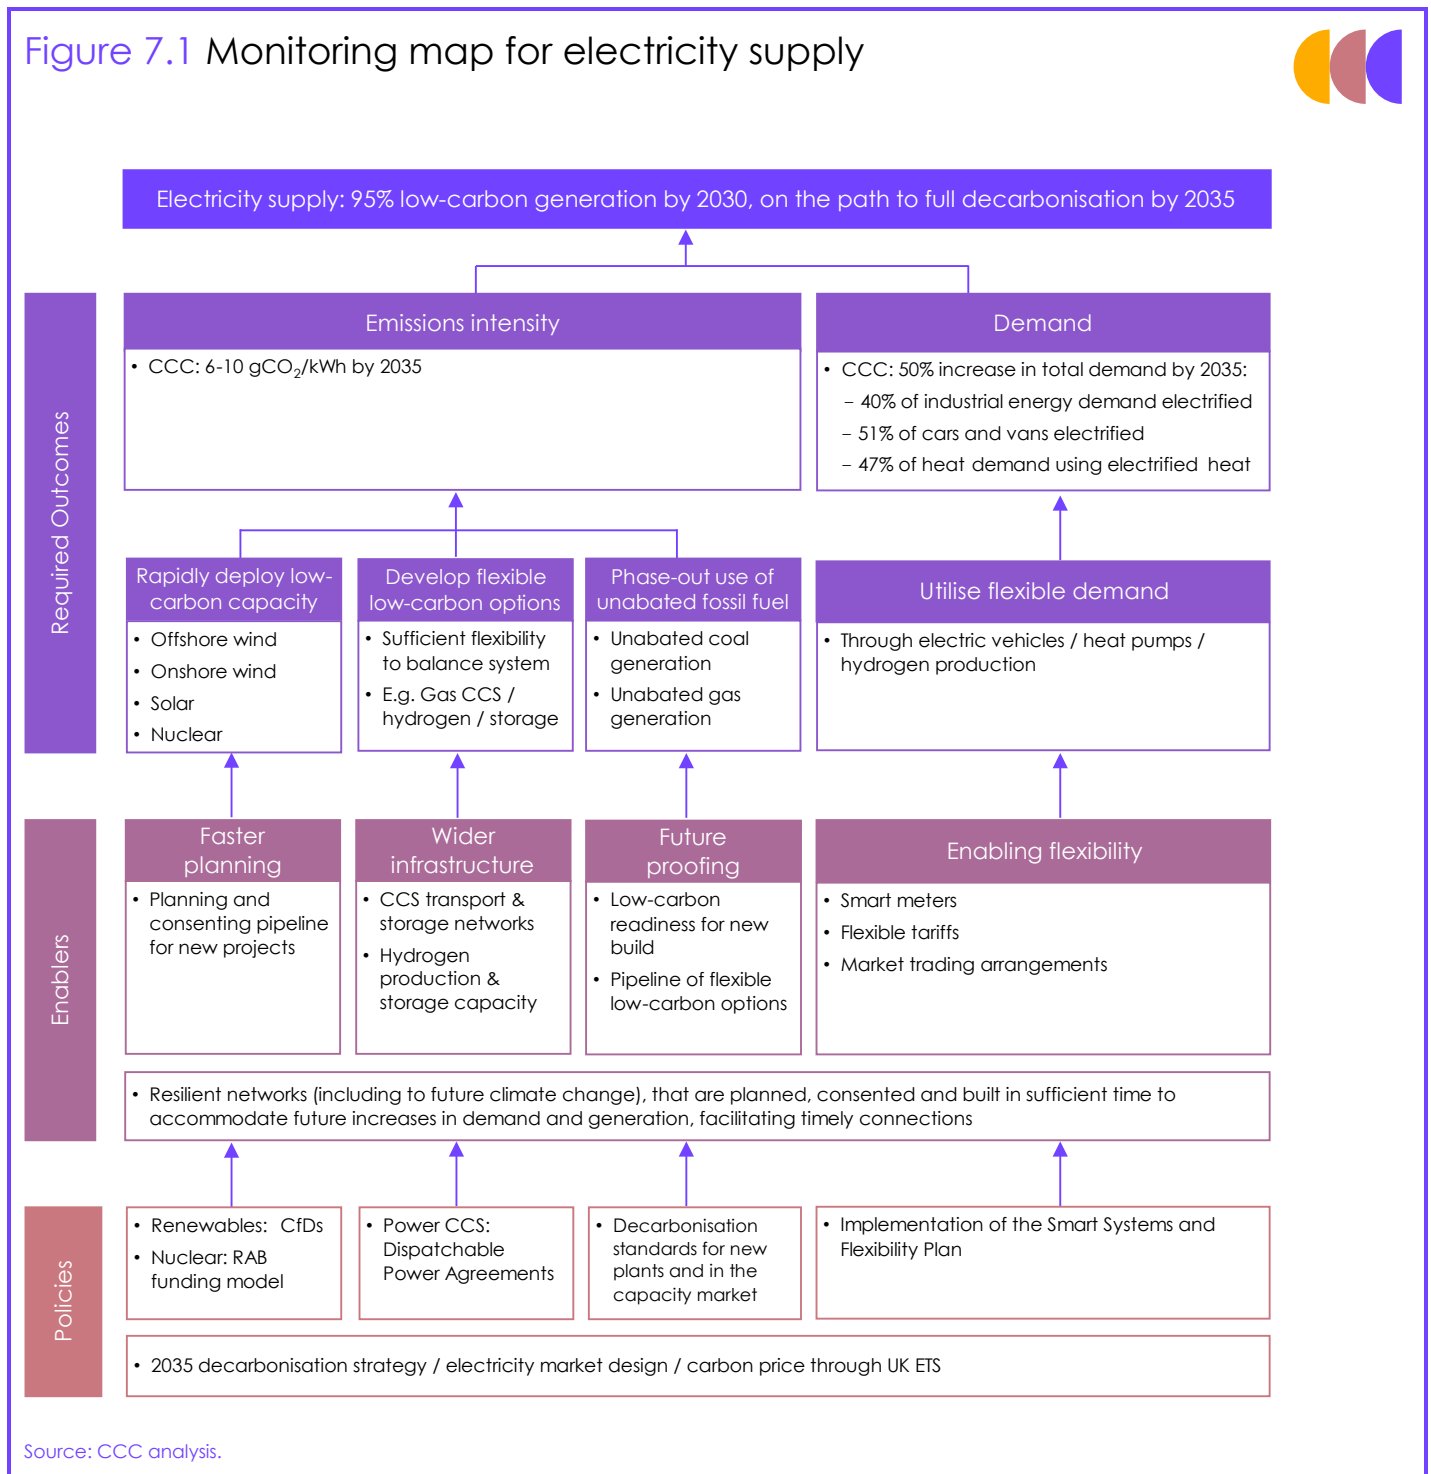 Figure 7.1 Monitoring map for electricity supply
Electricity supply: 95% low-carbon generation by 2030, on the path to full decarbonisation by 2035
Required Outcomes
Emissions intensity
• CCC: 6-10 gCO₂/kWh by 2035
Demand
• CCC: 50% increase in total demand by 2035:
– 40% of industrial energy demand electrified
– 51% of cars and vans electrified
– 47% of heat demand using electrified heat
Rapidly deploy low-
carbon capacity
• Offshore wind
• Onshore wind
• Solar
• Nuclear
Develop flexible
low-carbon options
• Sufficient flexibility
to balance system
• E.g. Gas CCS /
hydrogen / storage
Phase-out use of
unabated fossil fuel
• Unabated coal
generation
• Unabated gas
generation
Utilise flexible demand
• Through electric vehicles / heat pumps /
hydrogen production
Enablers
Faster
planning
• Planning and
consenting pipeline
for new projects
Wider
infrastructure
• CCS transport &
storage networks
• Hydrogen
production &
storage capacity
Future
proofing
• Low-carbon
readiness for new
build
• Pipeline of flexible
low-carbon options
Enabling flexibility
• Smart meters
• Flexible tariffs
• Market trading arrangements
• Resilient networks (including to future climate change), that are planned, consented and built in sufficient time to
accommodate future increases in demand and generation, facilitating timely connections
Policies
• Renewables: CfDs
• Nuclear: RAB
funding model
• Power CCS:
Dispatchable
Power Agreements
• Decarbonisation
standards for new
plants and in the
capacity market
• Implementation of the Smart Systems and
Flexibility Plan
• 2035 decarbonisation strategy / electricity market design / carbon price through UK ETS
Source: CCC analysis.